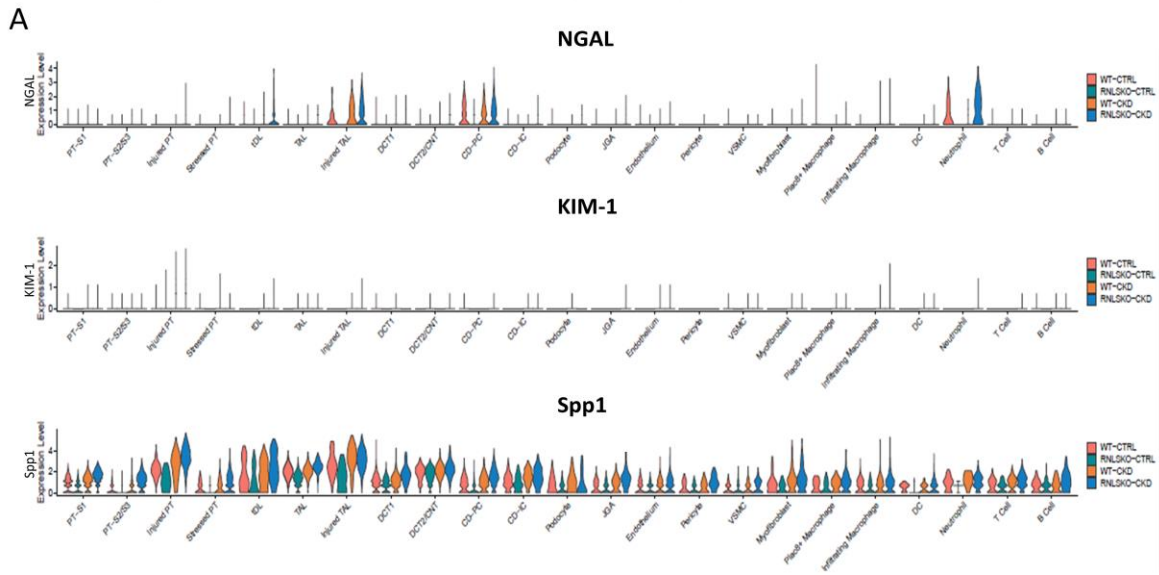 A
NGAL
NGAL
Expression Level
4
3
2
1
0
WT-CTRL
RNLSKO-CTRL
WT-CKD
RNLSKO-CKD
PT-S1
PT-S2/S3
Injured PT
Stressed PT
tDL
TAL
Injured TAL
DCT1
DCT2/CNT
CD-PC
CD-IC
Podocyte
JGA
Endothelium
Pericyte
VSMC
Myofibroblast
Plac8+ Macrophage
Infiltrating Macrophage
DC
Neutrophil
T Cell
B Cell
KIM-1
KIM-1
Expression Level
2
1
0
WT-CTRL
RNLSKO-CTRL
WT-CKD
RNLSKO-CKD
PT-S1
PT-S2/S3
Injured PT
Stressed PT
tDL
TAL
Injured TAL
DCT1
DCT2/CNT
CD-PC
CD-IC
Podocyte
JGA
Endothelium
Pericyte
VSMC
Myofibroblast
Plac8+ Macrophage
Infiltrating Macrophage
DC
Neutrophil
T Cell
B Cell
Spp1
Spp1
Expression Level
4
2
0
WT-CTRL
RNLSKO-CTRL
WT-CKD
RNLSKO-CKD
PT-S1
PT-S2/S3
Injured PT
Stressed PT
tDL
TAL
Injured TAL
DCT1
DCT2/CNT
CD-PC
CD-IC
Podocyte
JGA
Endothelium
Pericyte
VSMC
Myofibroblast
Plac8+ Macrophage
Infiltrating Macrophage
DC
Neutrophil
T Cell
B Cell